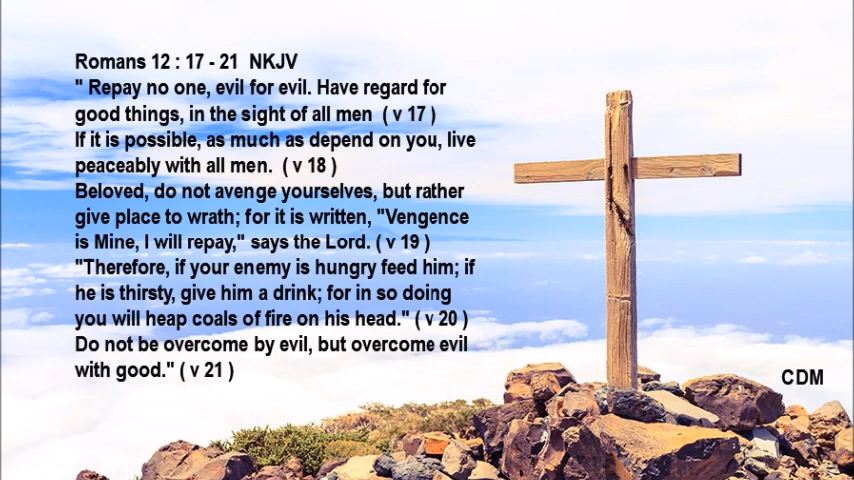 Romans 12 : 17 - 21  NKJV
" Repay no one, evil for evil. Have regard for
good things, in the sight of all men  ( v 17 )
If it is possible, as much as depend on you, live
peaceably with all men.  ( v 18 )
Beloved, do not avenge yourselves, but rather
give place to wrath; for it is written, "Vengence
is Mine, I will repay," says the Lord. ( v 19 )
"Therefore, if your enemy is hungry feed him; if
he is thirsty, give him a drink; for in so doing
you will heap coals of fire on his head." ( v 20 )
Do not be overcome by evil, but overcome evil
with good." ( v 21 )
CDM